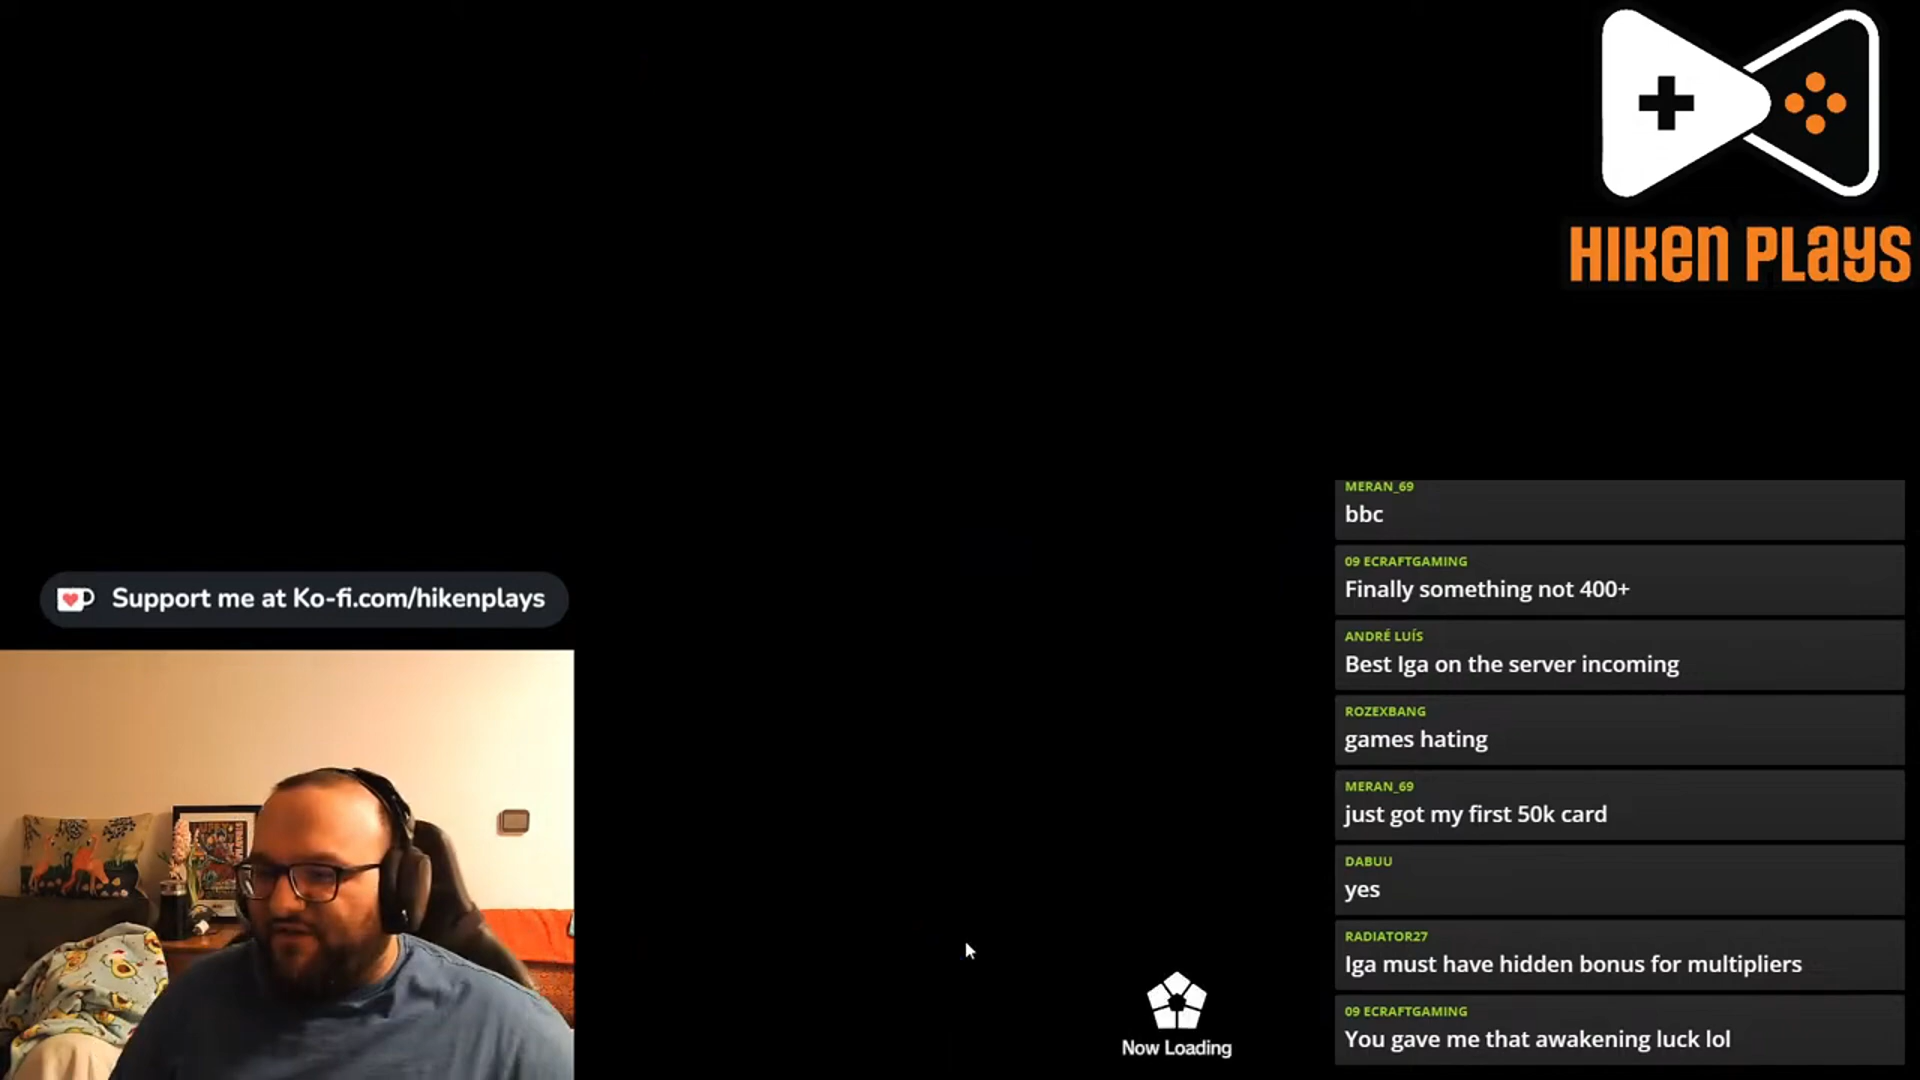 HIKEN PLAYS
MERAN_69
bbc
09 ECRAFTGAMING
Finally something not 400+
Support me at Ko-fi.com/hikenplays
ANDRÉ LUÍS
Best Iga on the server incoming
ROZEXBANG
games hating
MERAN_69
just got my first 50k card
DABUU
yes
RADIATOR27
Iga must have hidden bonus for multipliers
09 ECRAFTGAMING
You gave me that awakening luck lol
Now Loading